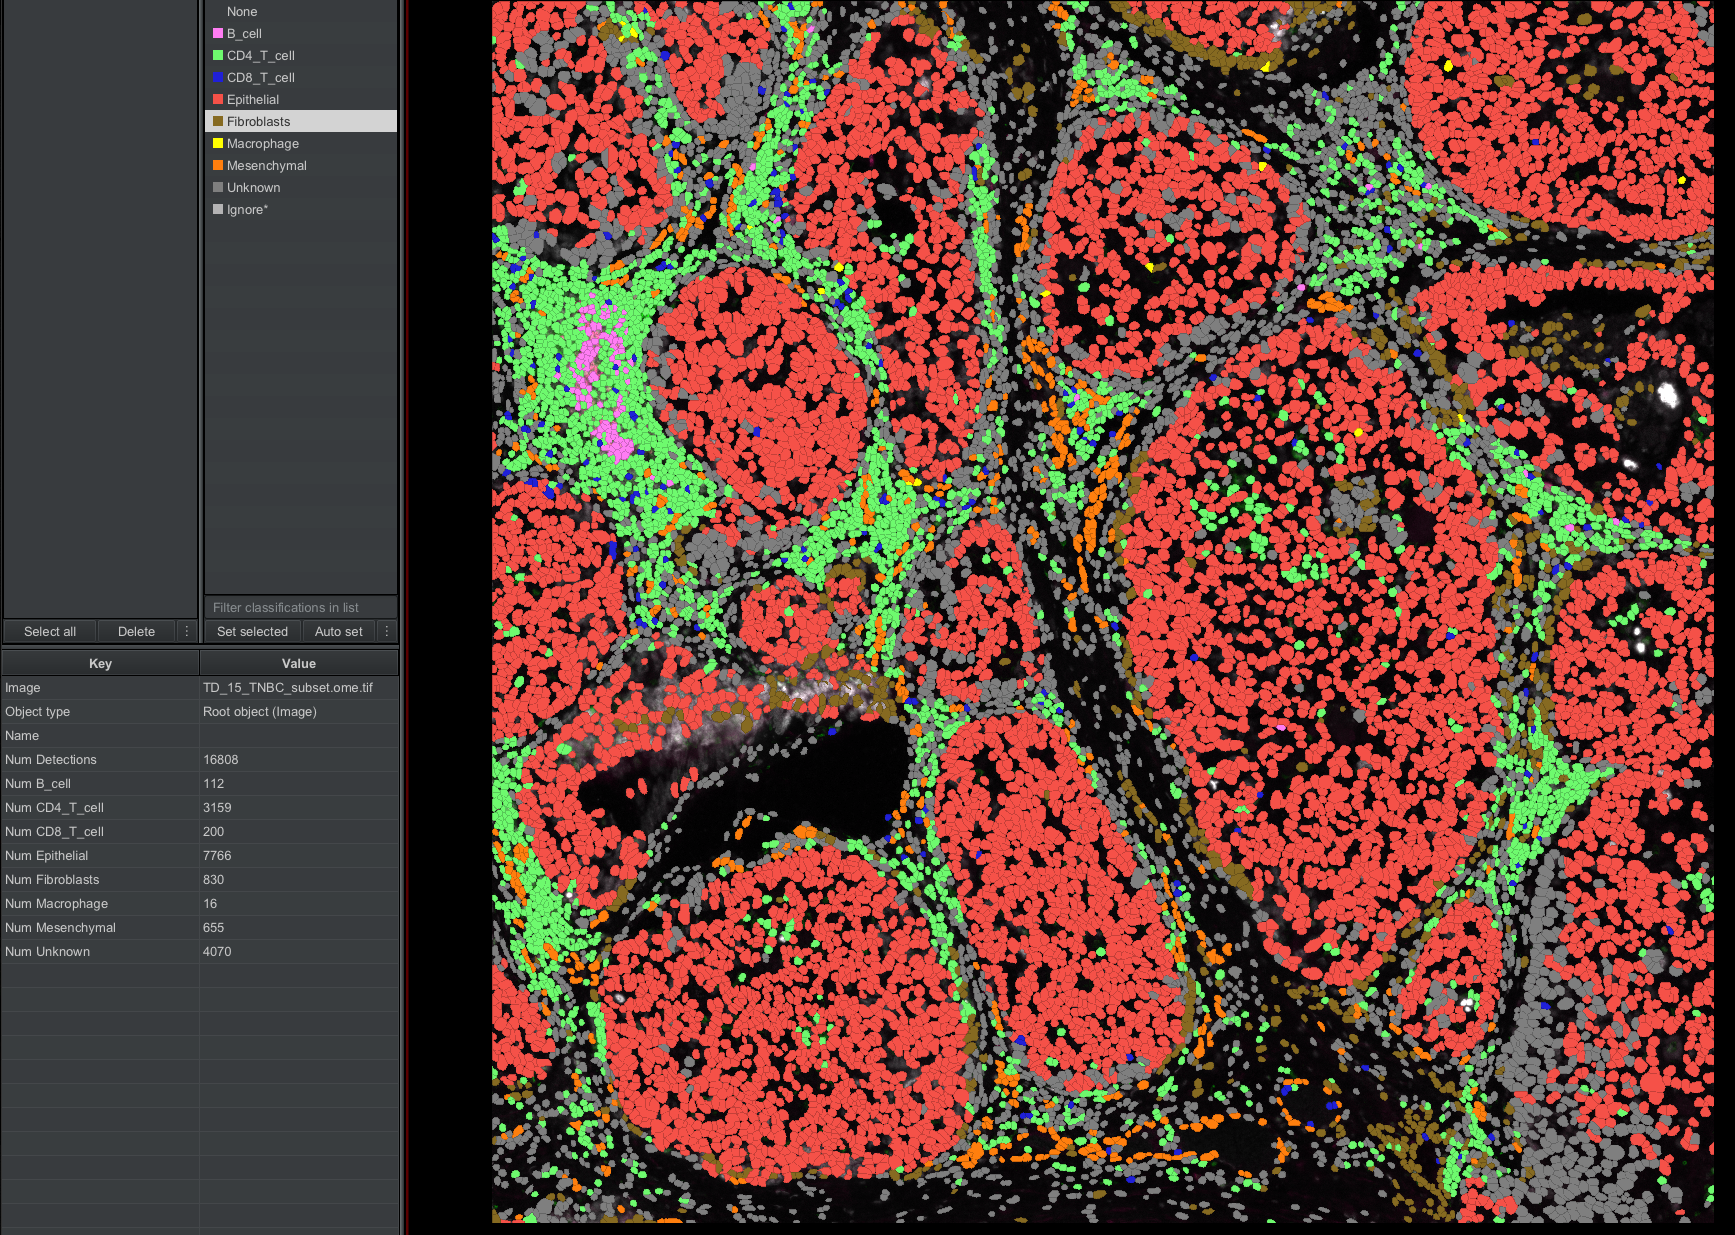 None
B_cell
CD4_T_cell
CD8_T_cell
Epithelial
Fibroblasts
Macrophage
Mesenchymal
Unknown
Ignore*
Filter classifications in list
Select all Delete ⋮ Set selected Auto set ⋮
Key Value
Image TD_15_TNBC_subset.ome.tif
Object type Root object (Image)
Name
Num Detections 16808
Num B_cell 112
Num CD4_T_cell 3159
Num CD8_T_cell 200
Num Epithelial 7766
Num Fibroblasts 830
Num Macrophage 16
Num Mesenchymal 655
Num Unknown 4070